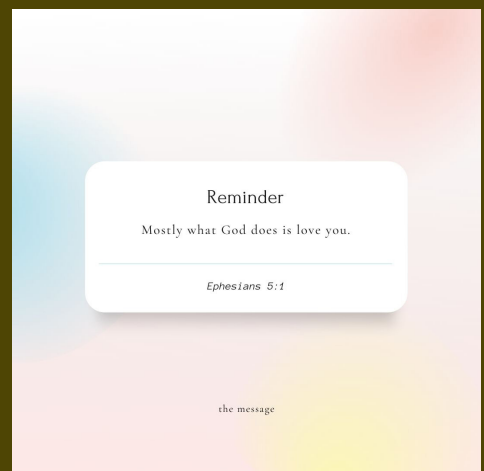 Reminder
Mostly what God does is love you.
Ephesians 5:1
the message